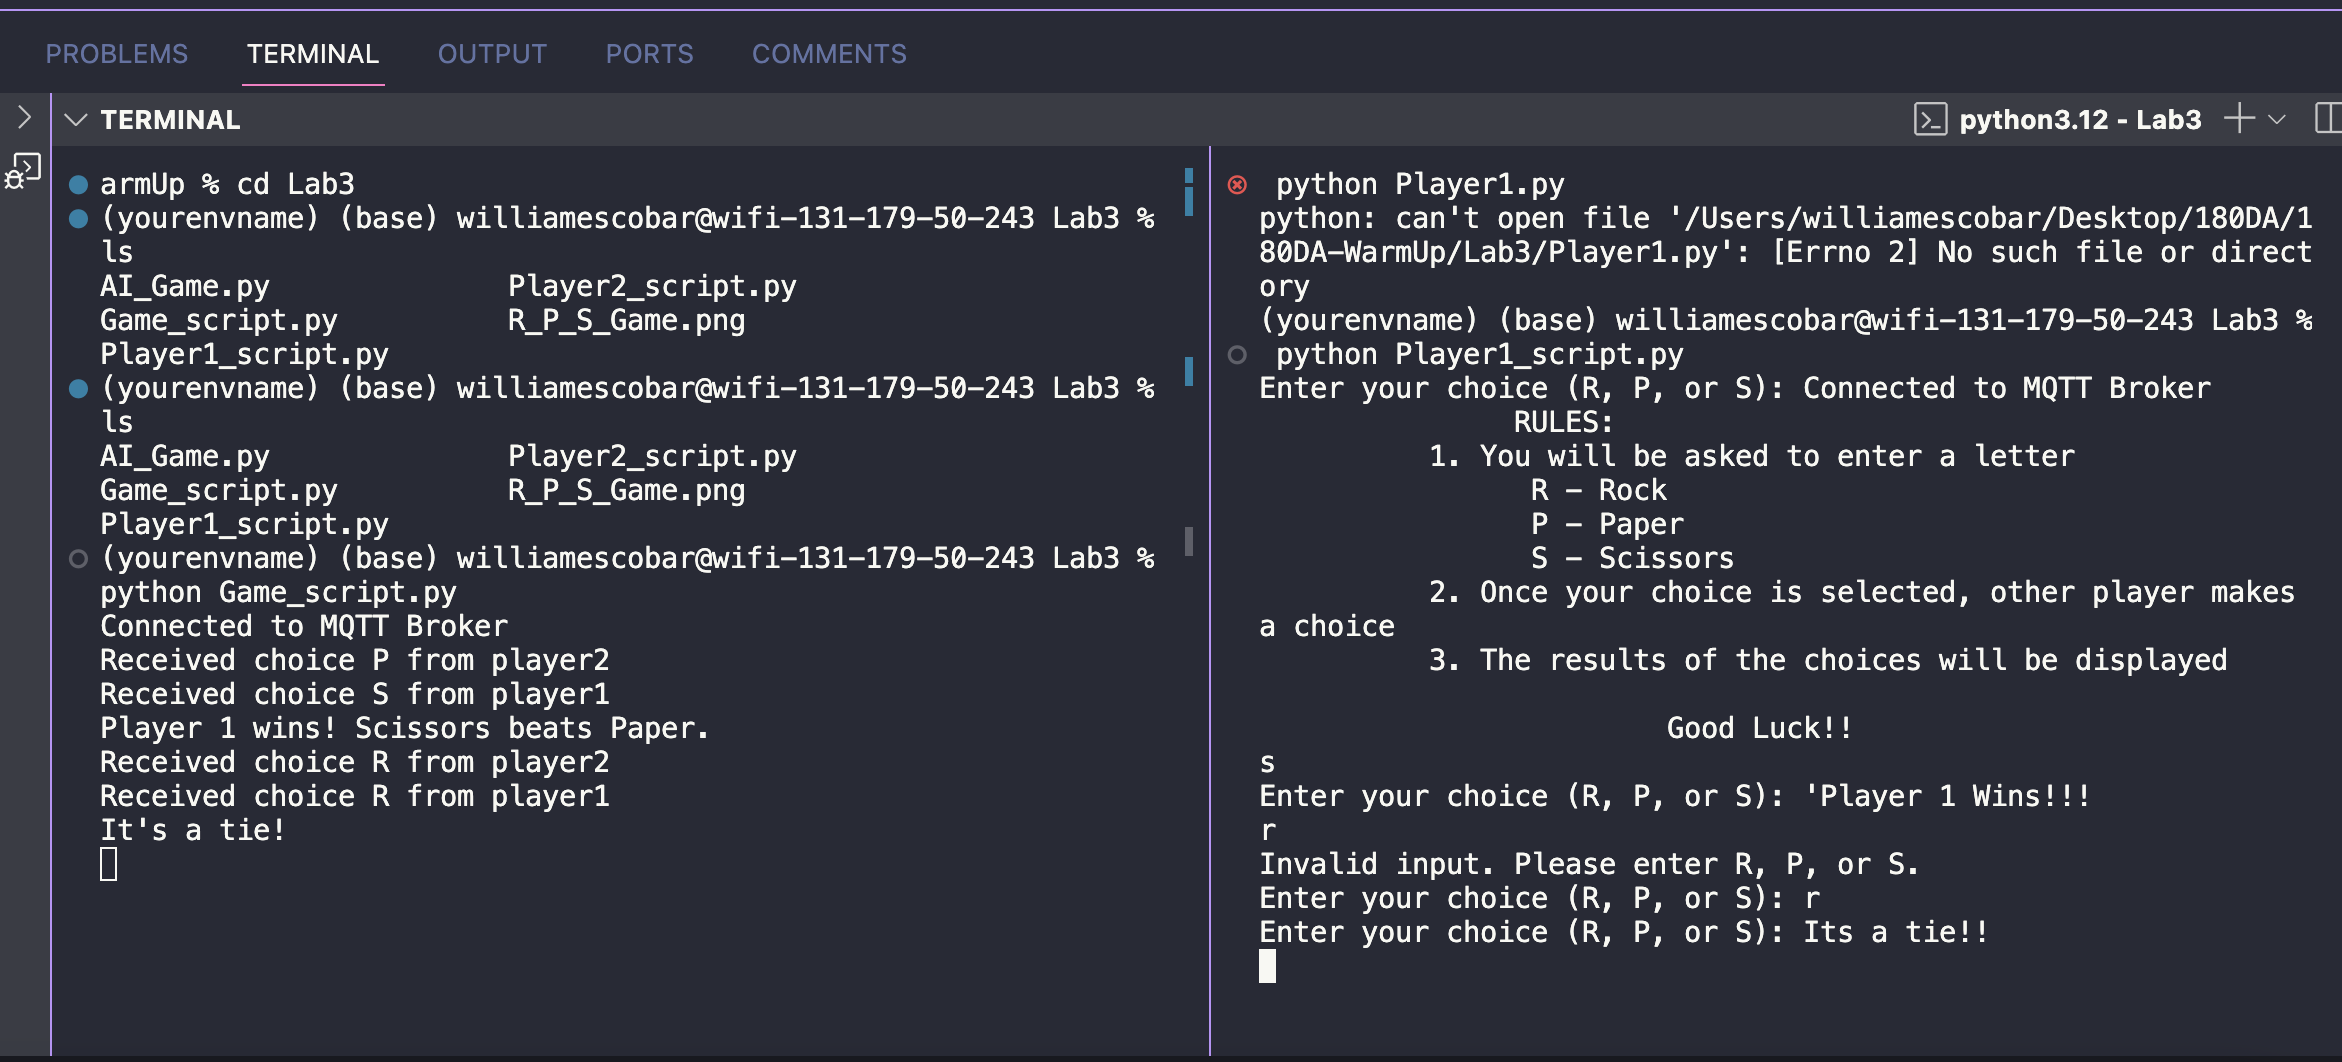 PROBLEMS TERMINAL OUTPUT PORTS COMMENTS
TERMINAL
python3.12 - Lab3
armUp % cd Lab3
(yourenvname) (base) williamescobar@wifi-131-179-50-243 Lab3 %
ls
AI_Game.py Player2_script.py
Game_script.py R_P_S_Game.png
Player1_script.py
(yourenvname) (base) williamescobar@wifi-131-179-50-243 Lab3 %
ls
AI_Game.py Player2_script.py
Game_script.py R_P_S_Game.png
Player1_script.py
(yourenvname) (base) williamescobar@wifi-131-179-50-243 Lab3 %
python Game_script.py
Connected to MQTT Broker
Received choice P from player2
Received choice S from player1
Player 1 wins! Scissors beats Paper.
Received choice R from player2
Received choice R from player1
It's a tie!
python Player1.py
python: can't open file '/Users/williamescobar/Desktop/180DA/1
80DA-WarmUp/Lab3/Player1.py': [Errno 2] No such file or direct
ory
(yourenvname) (base) williamescobar@wifi-131-179-50-243 Lab3 %
python Player1_script.py
Enter your choice (R, P, or S): Connected to MQTT Broker
RULES:
1. You will be asked to enter a letter
R - Rock
P - Paper
S - Scissors
2. Once your choice is selected, other player makes
a choice
3. The results of the choices will be displayed
Good Luck!!
s
Enter your choice (R, P, or S): 'Player 1 Wins!!!
r
Invalid input. Please enter R, P, or S.
Enter your choice (R, P, or S): r
Enter your choice (R, P, or S): Its a tie!!